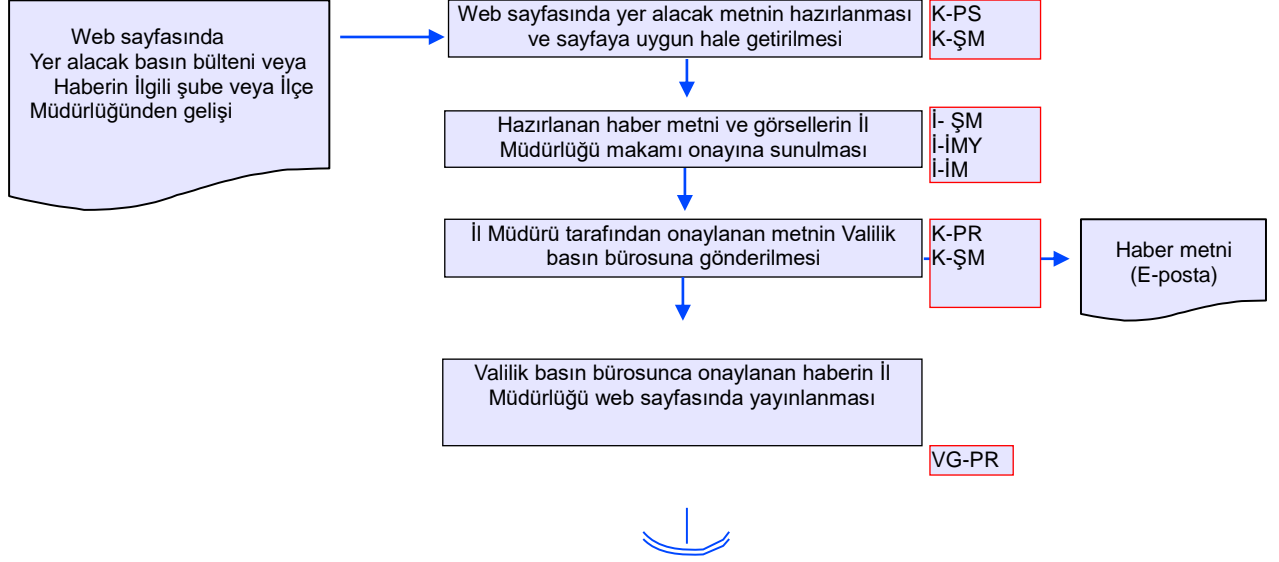 Web sayfasında
Yer alacak basın bülteni veya
Haberin İlgili şube veya İlçe
Müdürlüğünden gelişi
Web sayfasında yer alacak metnin hazırlanması
ve sayfaya uygun hale getirilmesi
K-PS
K-ŞM
Hazırlanan haber metni ve görsellerin İl
Müdürlüğü makamı onayına sunulması
İ- ŞM
İ-İMY
İ-İM
İl Müdürü tarafından onaylanan metnin Valilik
basın bürosuna gönderilmesi
K-PR
K-ŞM
Haber metni
(E-posta)
Valilik basın bürosunca onaylanan haberin İl
Müdürlüğü web sayfasında yayınlanması
VG-PR